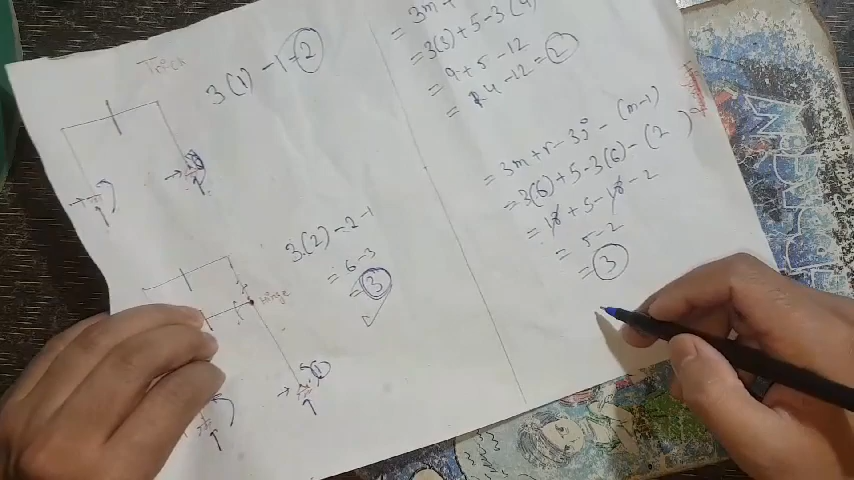 Trick
3(1) - 1 = 2
3(2) - 2 - 1
= 6 - 3
= 3
hinge
= 3m +
= 3(3) + 5 - 3(4)
= 9 + 5 - 12
= 14 - 12 = 2
= 3m + r - 3j - (m-1)
= 3(6) + 5 - 3(6) - (2)
= 18 + 5 - 18 - 2
= 5 - 2
= 3